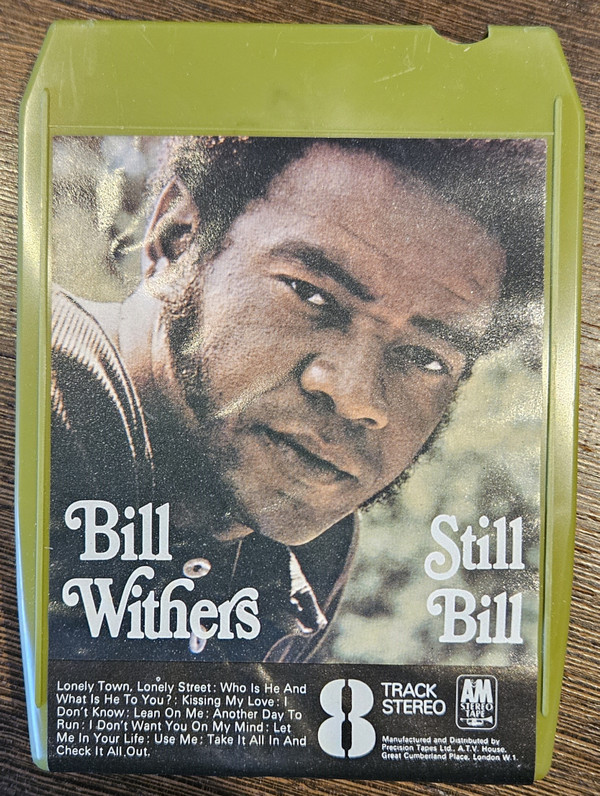 Bill
Withers
Still
Bill
Lonely Town, Lonely Street : Who Is He And
What Is He To You? : Kissing My Love : I
Don't Know : Lean On Me : Another Day To
Run : I Don't Want You On My Mind : Let
Me In Your Life : Use Me : Take It All In And
Check It All Out.
8
TRACK
STEREO
A&M
STEREO
TAPE
Manufactured and Distributed by
Precision Tapes Ltd., A.T.V. House,
Great Cumberland Place, London W.1.